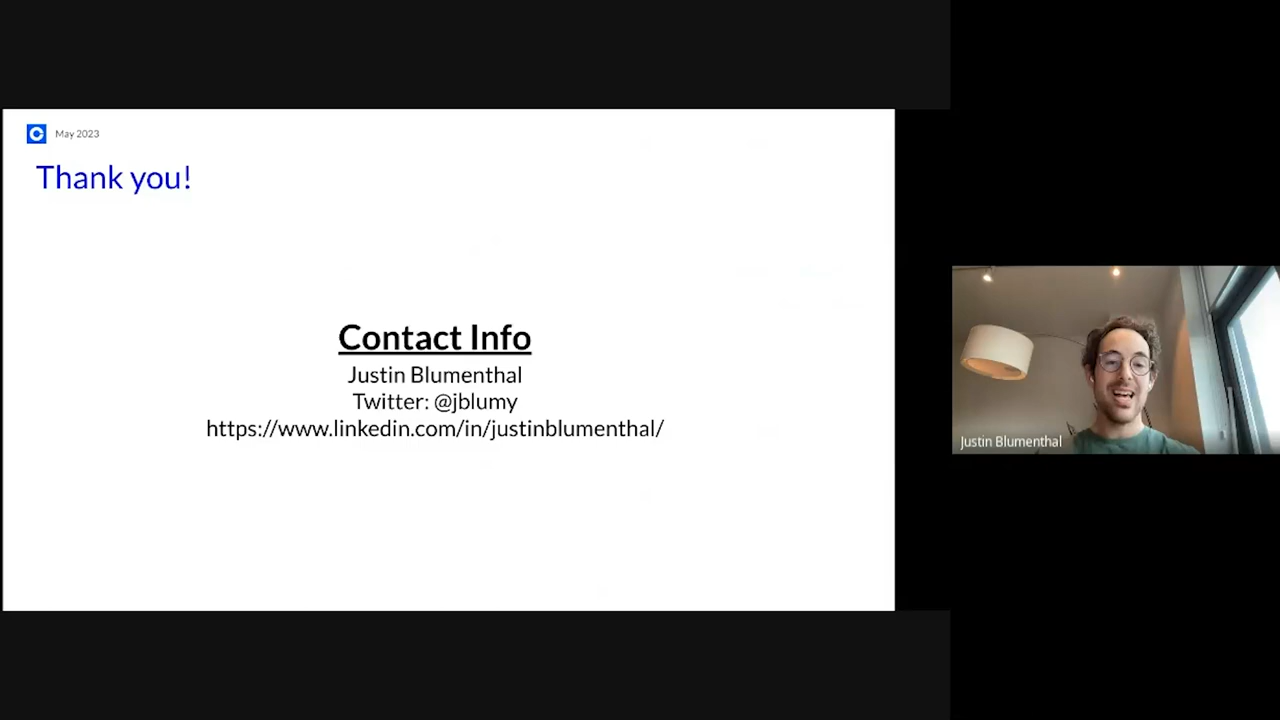 May 2023
Thank you!
Contact Info
Justin Blumenthal
Twitter: @jblumy
https://www.linkedin.com/in/justinblumenthal/
Justin Blumenthal